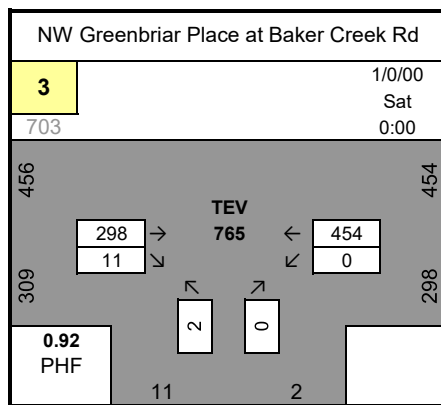 NW Greenbriar Place at Baker Creek Rd
3
1/0/00
Sat
703
0:00
456
454
TEV
298 → 765 ← 454
11 ↘ ↙ 0
309
↖ ↗
298
2 0
0.92
PHF
11 2